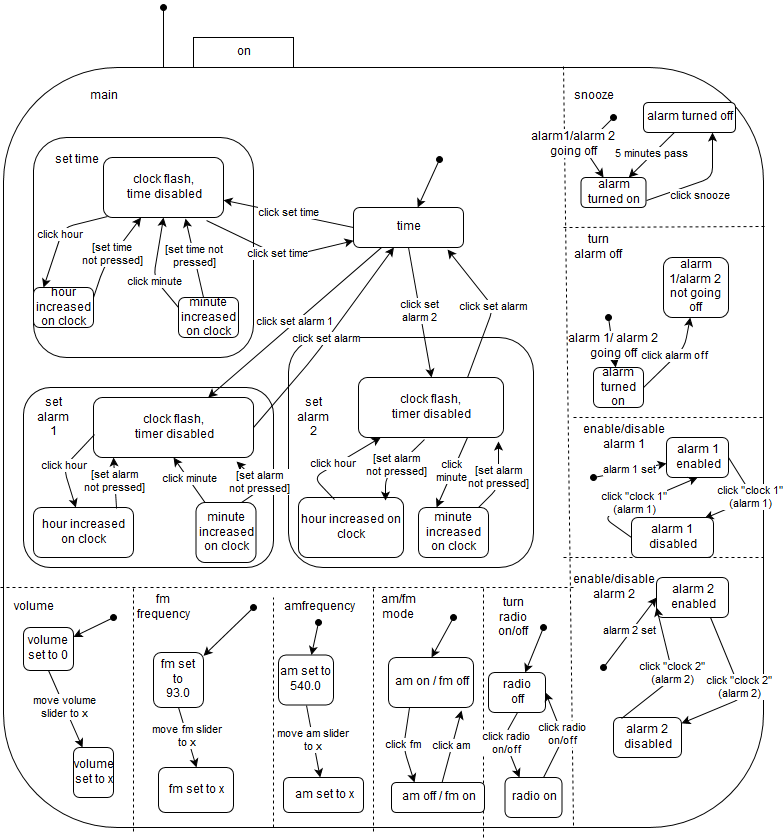 on
main
set time
clock flash,
time disabled
click hour
[set time
not pressed]
[set time not
pressed]
click minute
hour
increased
on clock
minute
increased
on clock
click set time
click set time
time
click set alarm 1
click set alarm
click set
alarm 2
click set alarm
set
alarm
1
clock flash,
timer disabled
click hour
[set alarm
not pressed]
click minute
[set alarm
not pressed]
hour increased
on clock
minute
increased
on clock
set
alarm
2
clock flash,
timer disabled
click hour
[set alarm
not pressed]
click
minute
[set alarm
not pressed]
hour increased on
clock
minute
increased
on clock
snooze
alarm turned off
alarm1/alarm 2
going off
5 minutes pass
alarm
turned on
click snooze
turn
alarm off
alarm
1/alarm 2
not going
off
alarm 1/ alarm 2
going off
click alarm off
alarm
turned
on
enable/disable
alarm 1
alarm 1
enabled
alarm 1 set
click "clock 1"
(alarm 1)
click "clock 1"
(alarm 1)
alarm 1
disabled
enable/disable
alarm 2
alarm 2
enabled
alarm 2 set
click "clock 2"
(alarm 2)
click "clock 2"
(alarm 2)
alarm 2
disabled
volume
volume
set to 0
move volume
slider to x
volume
set to x
fm
frequency
fm set
to
93.0
move fm slider
to x
fm set to x
amfrequency
am set to
540.0
move am slider
to x
am set to x
am/fm
mode
am on / fm off
click fm
click am
am off / fm on
turn
radio
on/off
radio
off
click radio
on/off
click radio
on/off
radio on